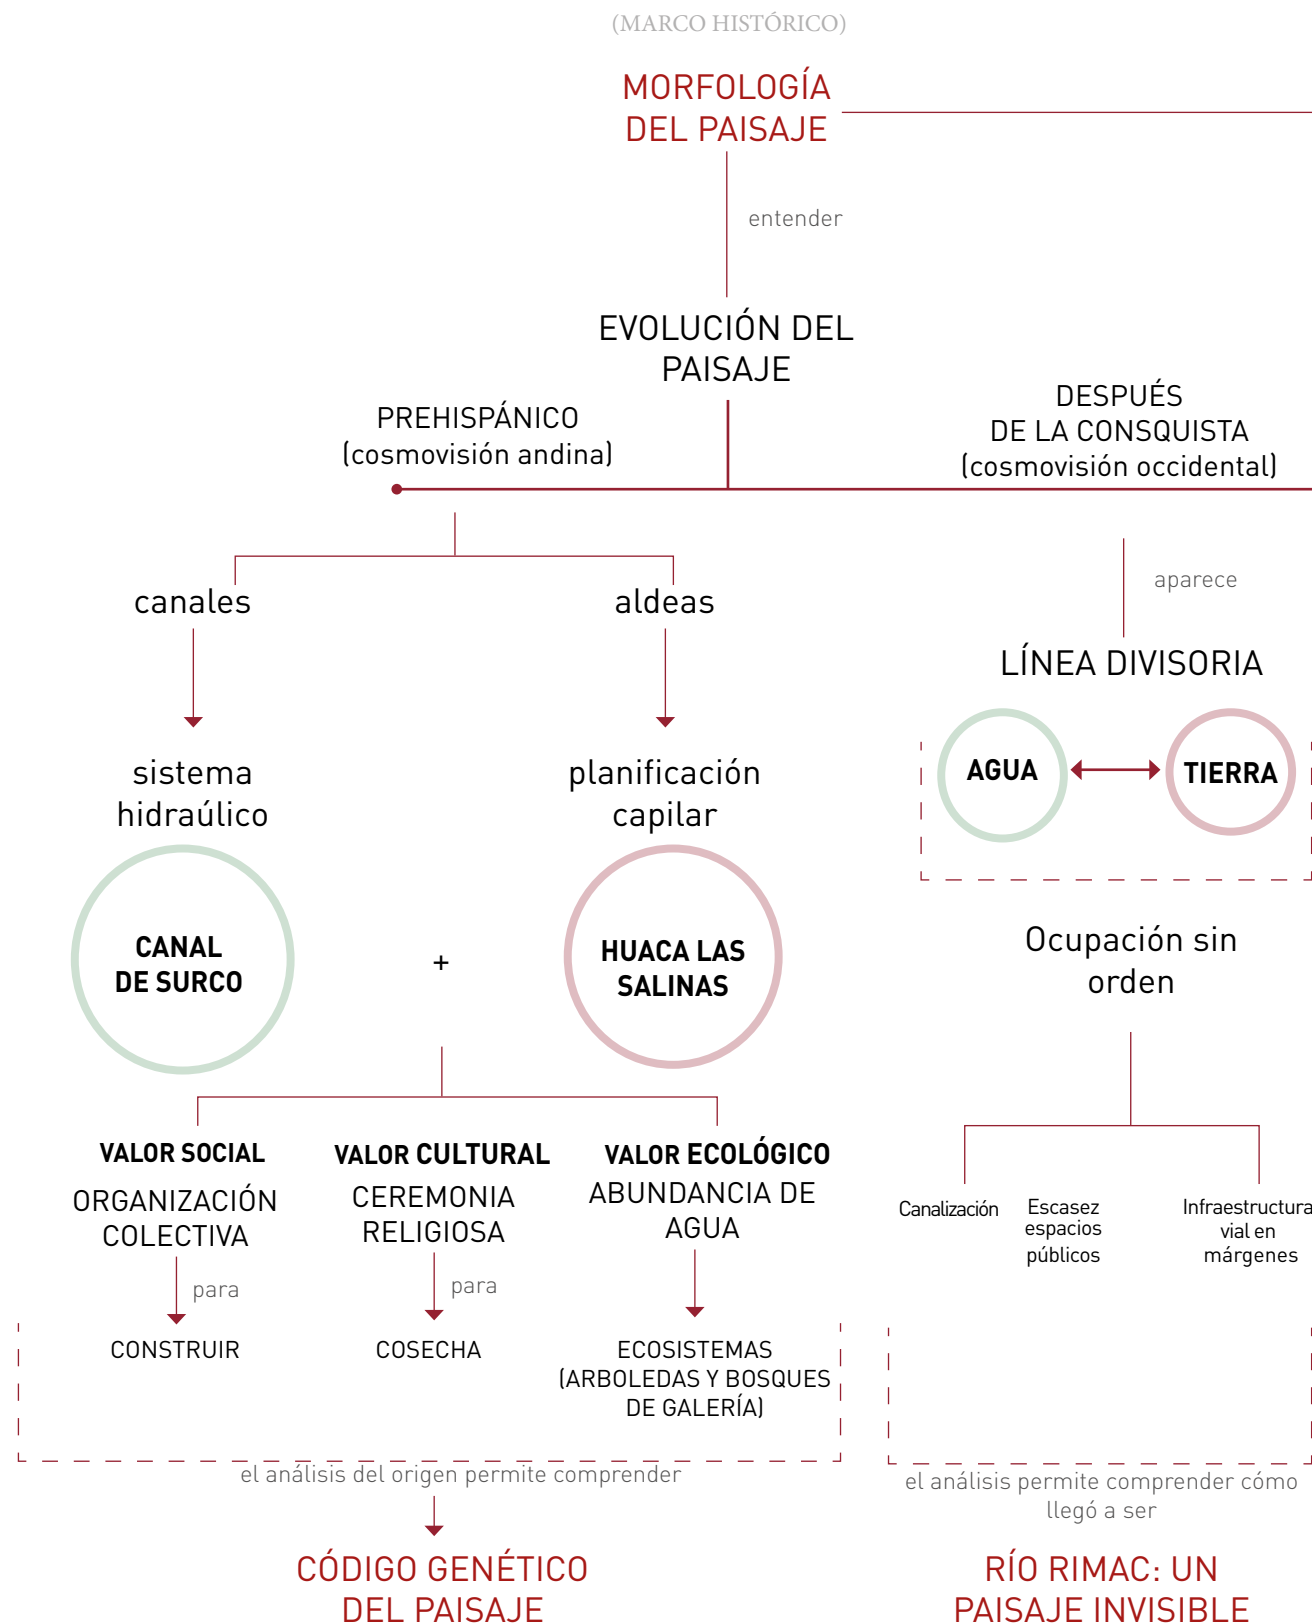 (MARCO HISTÓRICO)
MORFOLOGÍA
DEL PAISAJE
entender
EVOLUCIÓN DEL
PAISAJE
PREHISPÁNICO
(cosmovisión andina)
DESPUÉS
DE LA CONSQUISTA
(cosmovisión occidental)
canales
aldeas
aparece
LÍNEA DIVISORIA
sistema
hidraúlico
planificación
capilar
AGUA
TIERRA
CANAL
DE SURCO
+
HUACA LAS
SALINAS
Ocupación sin
orden
VALOR SOCIAL
ORGANIZACIÓN
COLECTIVA
para
CONSTRUIR
VALOR CULTURAL
CEREMONIA
RELIGIOSA
para
COSECHA
VALOR ECOLÓGICO
ABUNDANCIA DE
AGUA
ECOSISTEMAS
(ARBOLEDAS Y BOSQUES
DE GALERÍA)
Canalización
Escasez
espacios
públicos
Infraestructura
vial en
márgenes
el análisis del origen permite comprender
CÓDIGO GENÉTICO
DEL PAISAJE
el análisis permite comprender cómo
llegó a ser
RÍO RIMAC: UN
PAISAJE INVISIBLE